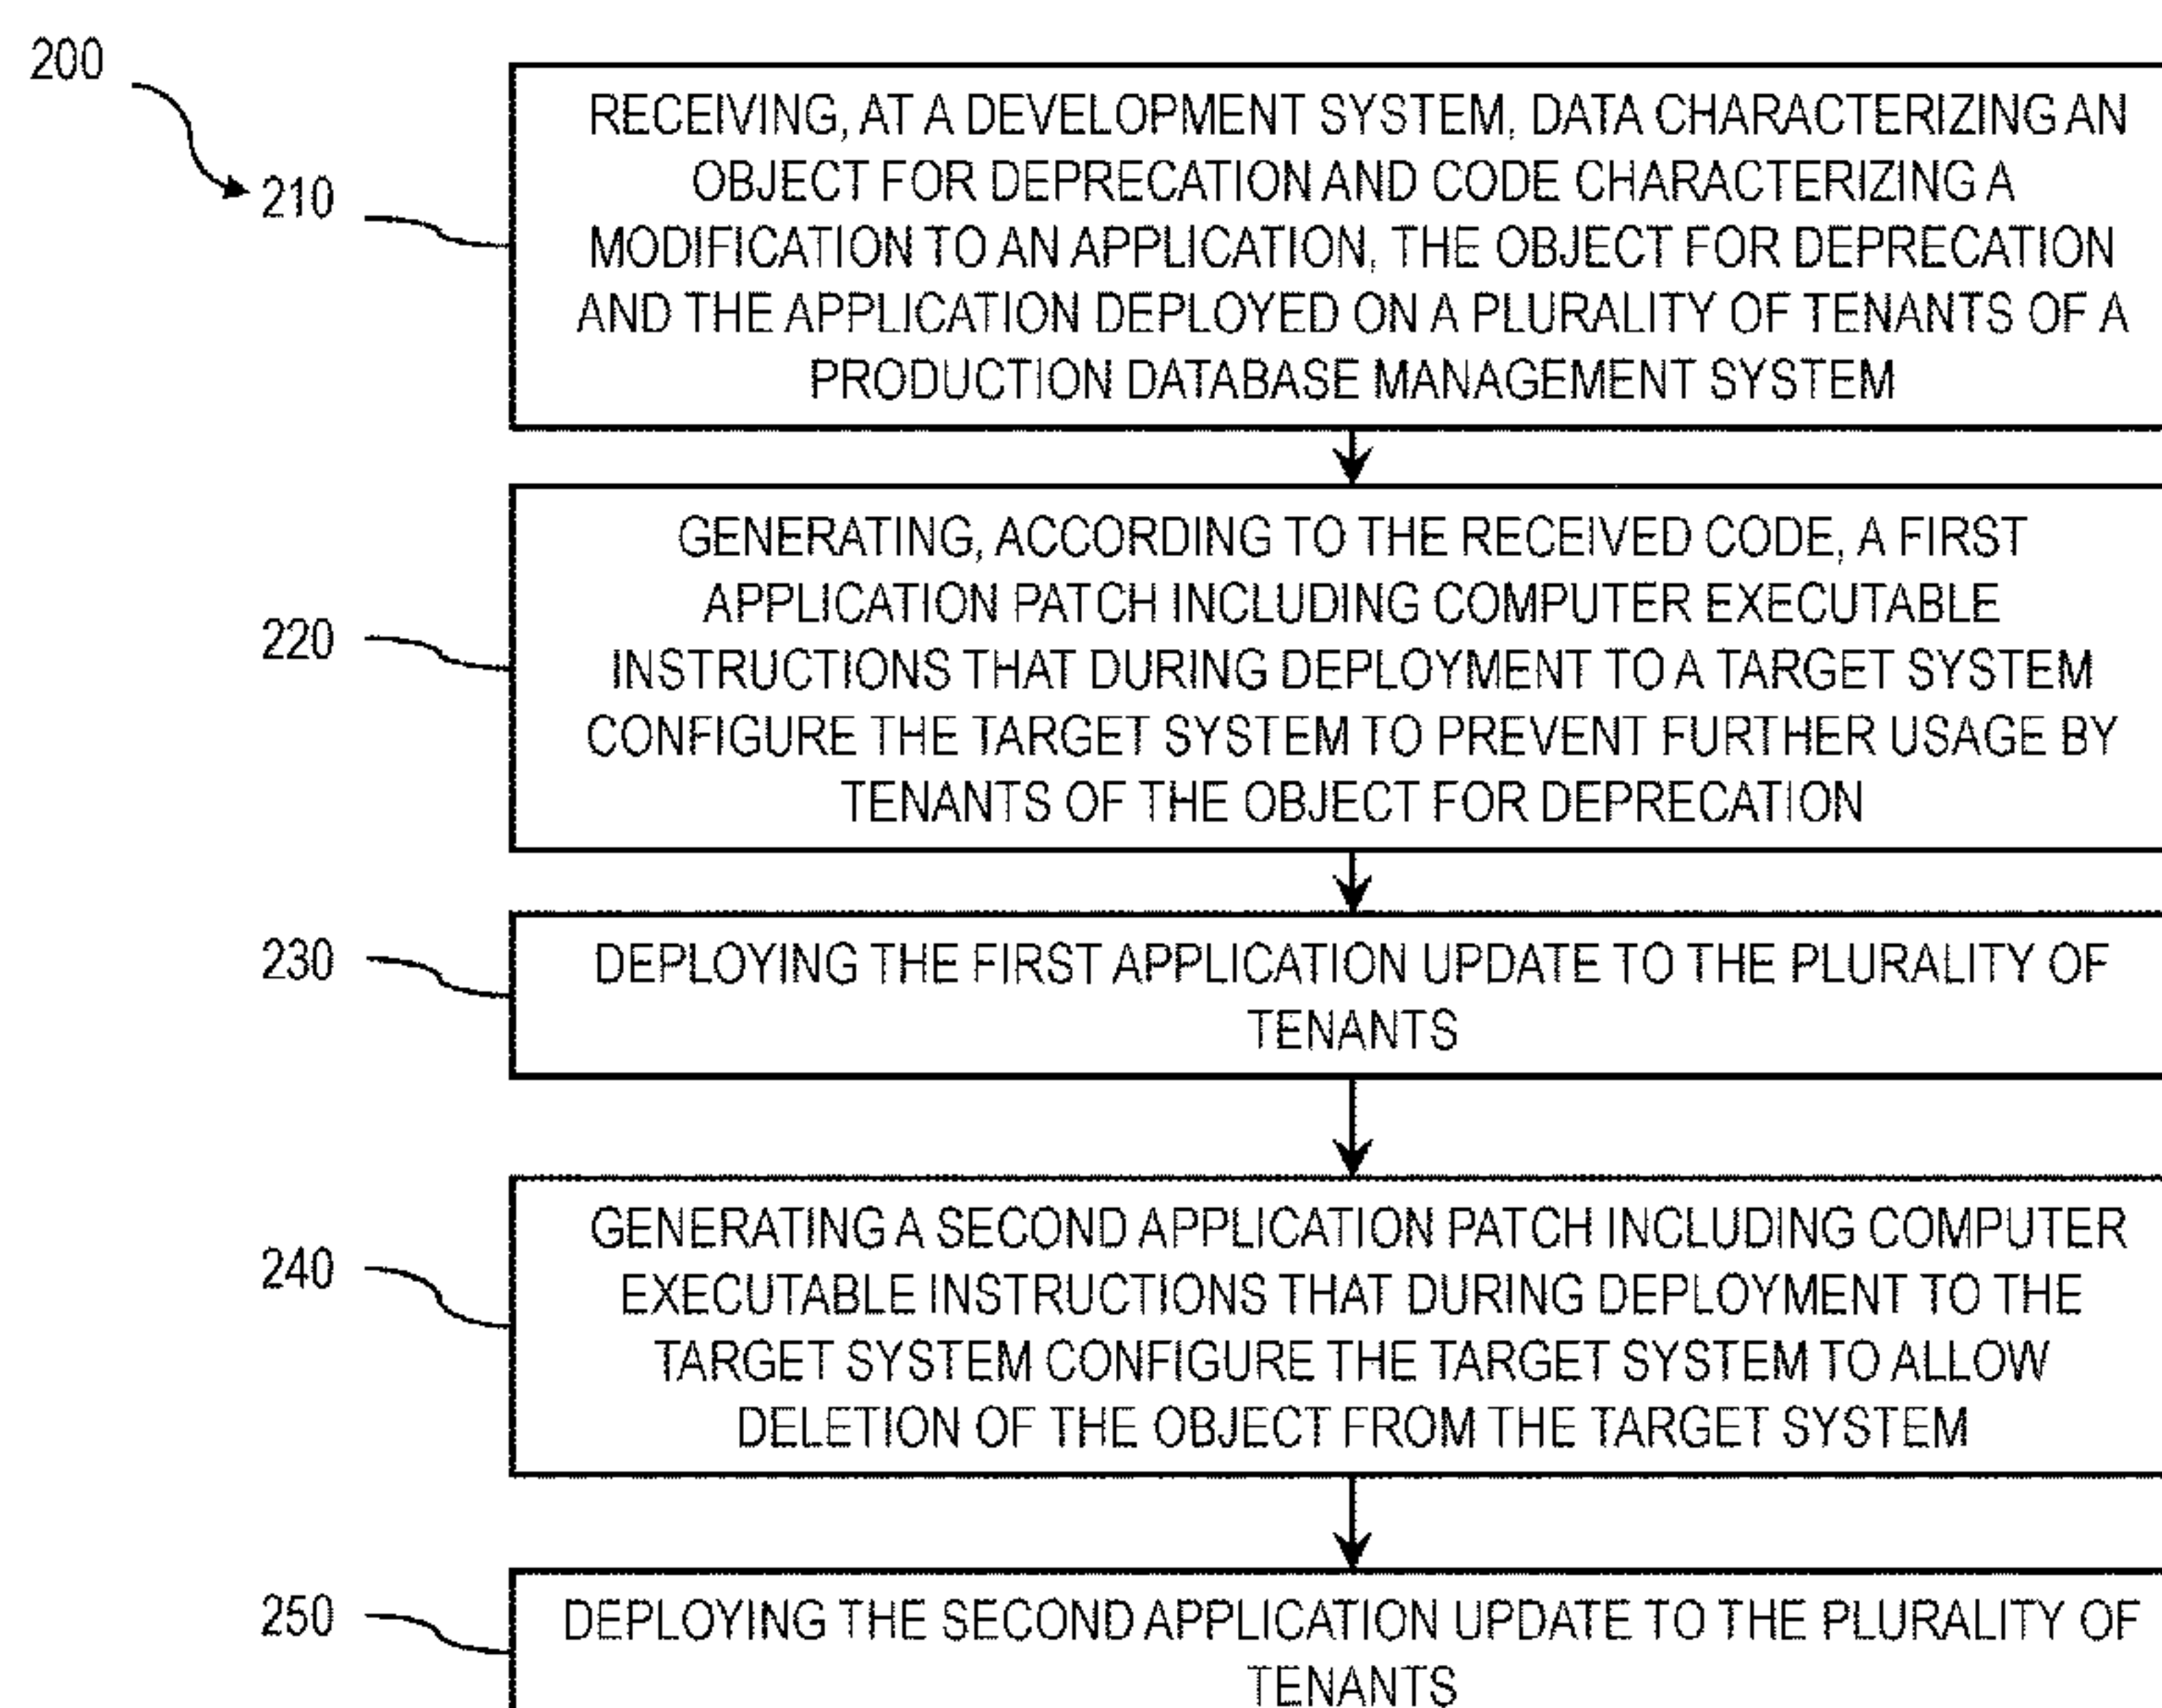 200
210
RECEIVING, AT A DEVELOPMENT SYSTEM, DATA CHARACTERIZING AN
OBJECT FOR DEPRECATION AND CODE CHARACTERIZING A
MODIFICATION TO AN APPLICATION, THE OBJECT FOR DEPRECATION
AND THE APPLICATION DEPLOYED ON A PLURALITY OF TENANTS OF A
PRODUCTION DATABASE MANAGEMENT SYSTEM
220
GENERATING, ACCORDING TO THE RECEIVED CODE, A FIRST
APPLICATION PATCH INCLUDING COMPUTER EXECUTABLE
INSTRUCTIONS THAT DURING DEPLOYMENT TO A TARGET SYSTEM
CONFIGURE THE TARGET SYSTEM TO PREVENT FURTHER USAGE BY
TENANTS OF THE OBJECT FOR DEPRECATION
230
DEPLOYING THE FIRST APPLICATION UPDATE TO THE PLURALITY OF
TENANTS
240
GENERATING A SECOND APPLICATION PATCH INCLUDING COMPUTER
EXECUTABLE INSTRUCTIONS THAT DURING DEPLOYMENT TO THE
TARGET SYSTEM CONFIGURE THE TARGET SYSTEM TO ALLOW
DELETION OF THE OBJECT FROM THE TARGET SYSTEM
250
DEPLOYING THE SECOND APPLICATION UPDATE TO THE PLURALITY OF
TENANTS